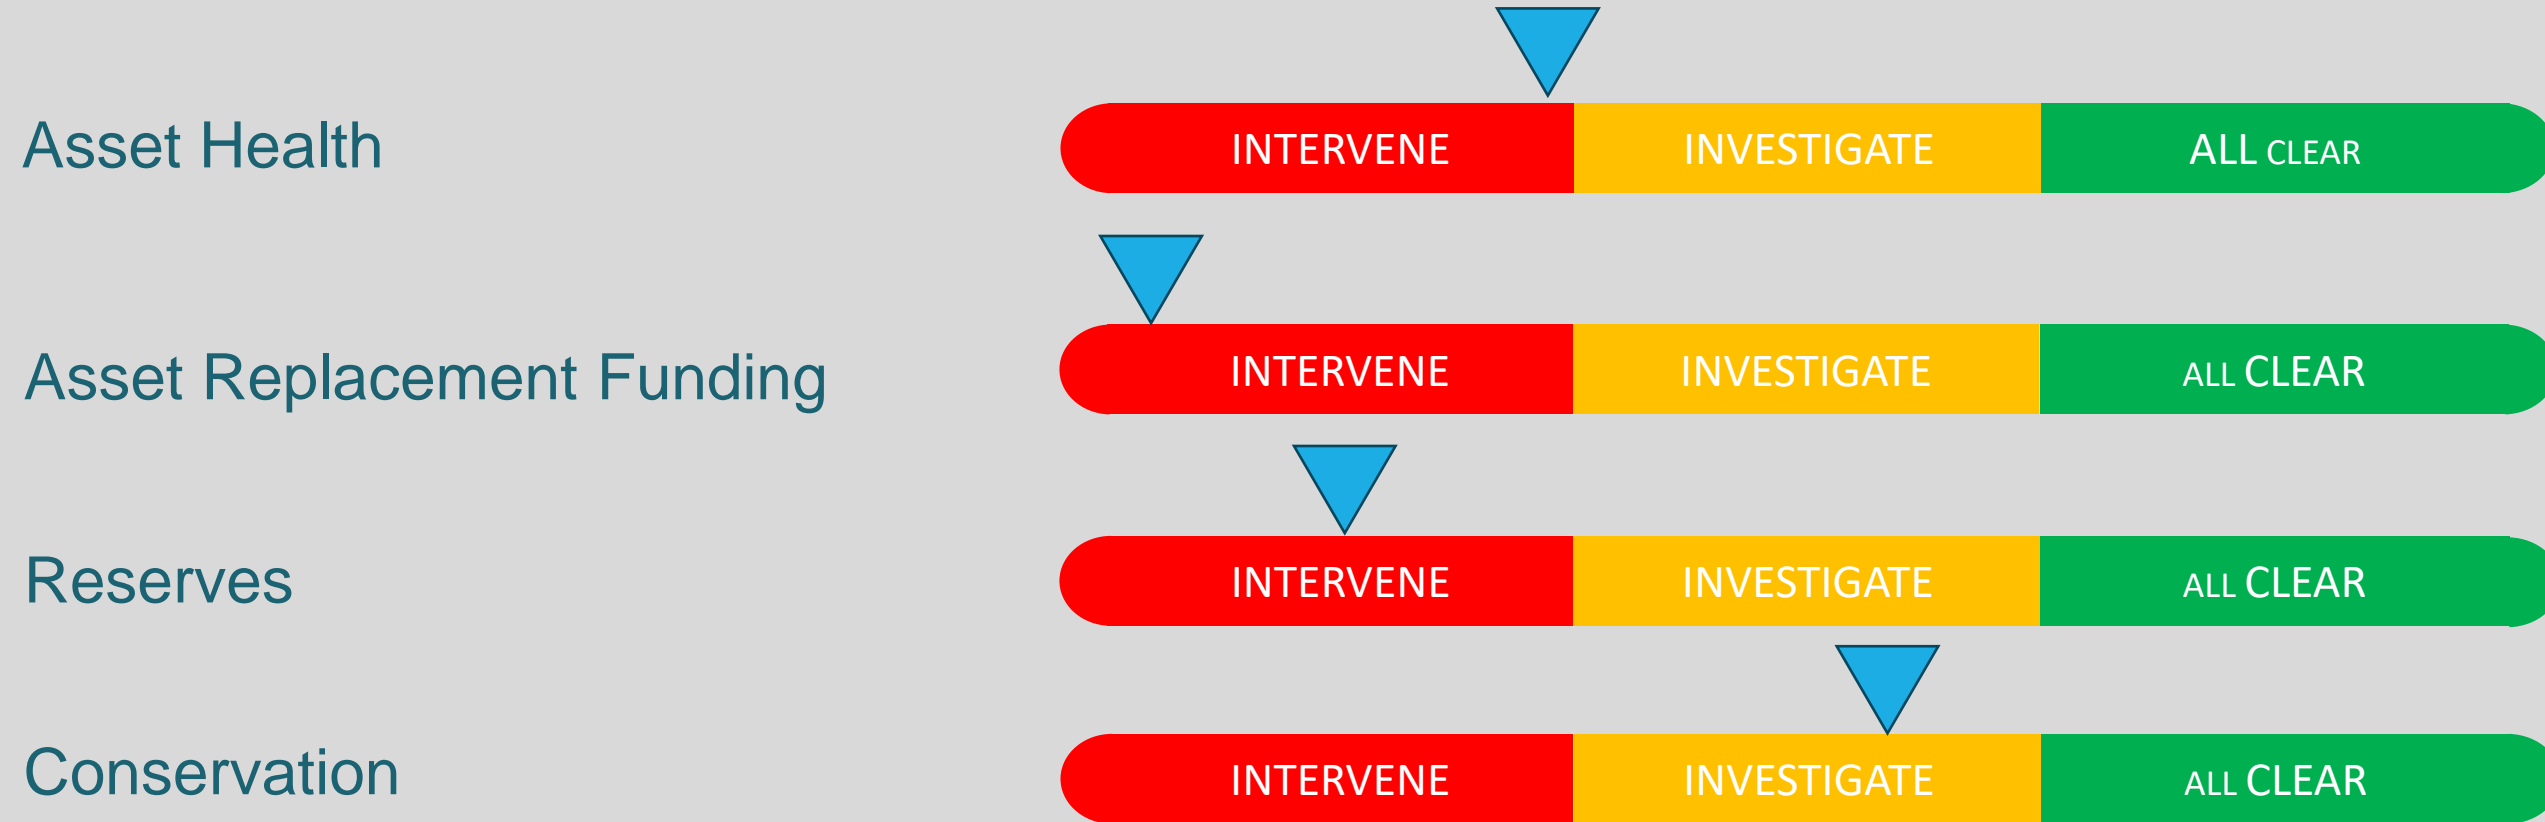 Asset Health
INTERVENE INVESTIGATE ALL CLEAR
Asset Replacement Funding
INTERVENE INVESTIGATE ALL CLEAR
Reserves
INTERVENE INVESTIGATE ALL CLEAR
Conservation
INTERVENE INVESTIGATE ALL CLEAR